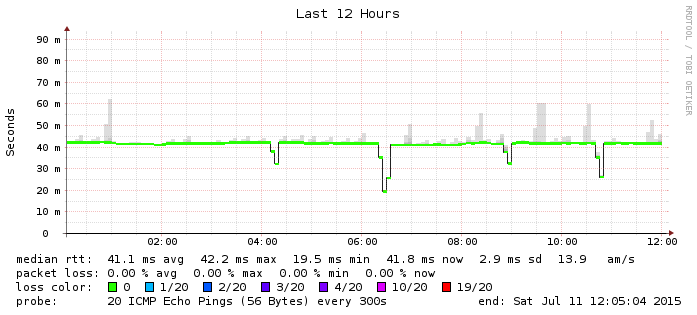 Last 12 Hours
RRDTOOL / TOBI OETIKER
Seconds
90 m
80 m
70 m
60 m
50 m
40 m
30 m
20 m
10 m
0
02:00 04:00 06:00 08:00 10:00 12:00
median rtt: 41.1 ms avg 42.2 ms max 19.5 ms min 41.8 ms now 2.9 ms sd 13.9 am/s
packet loss: 0.00 % avg 0.00 % max 0.00 % min 0.00 % now
loss color: 0 1/20 2/20 3/20 4/20 10/20 19/20
probe: 20 ICMP Echo Pings (56 Bytes) every 300s end: Sat Jul 11 12:05:04 2015